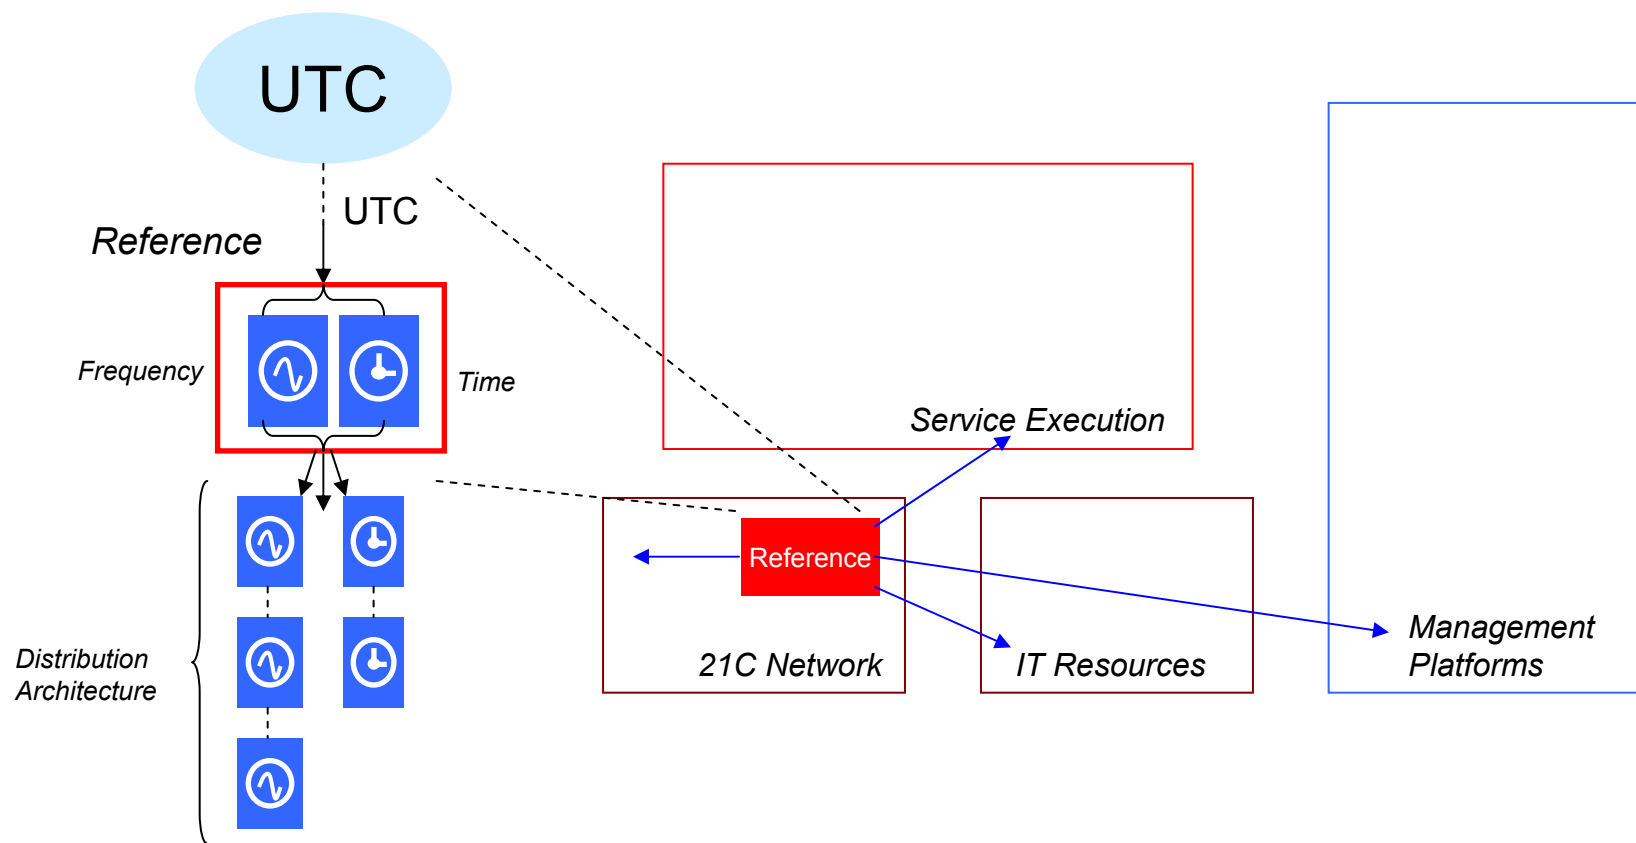 UTC
UTC
Reference
Frequency
Time
Distribution
Architecture
Service Execution
Reference
21C Network
IT Resources
Management
Platforms